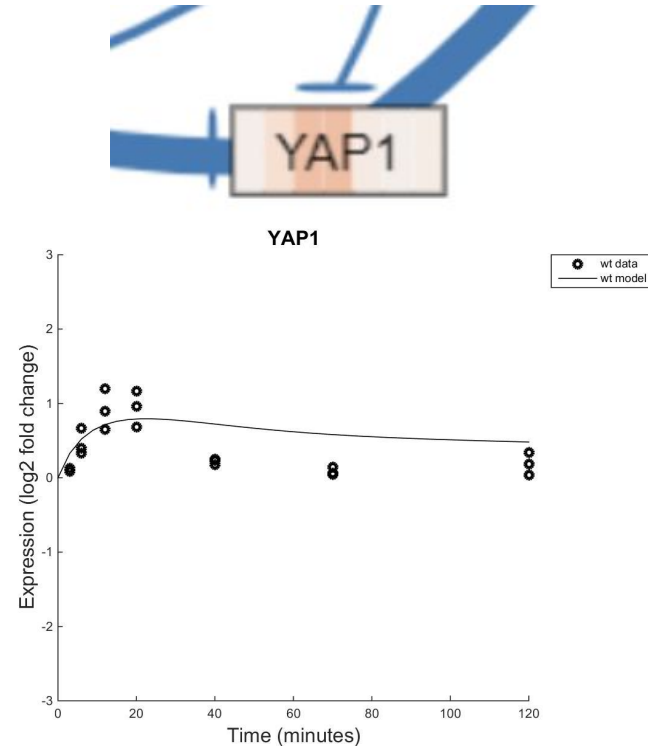 YAP1
YAP1
wt data
wt model
3
2
1
0
-1
-2
-3
Expression (log2 fold change)
0
20
40
60
80
100
120
Time (minutes)